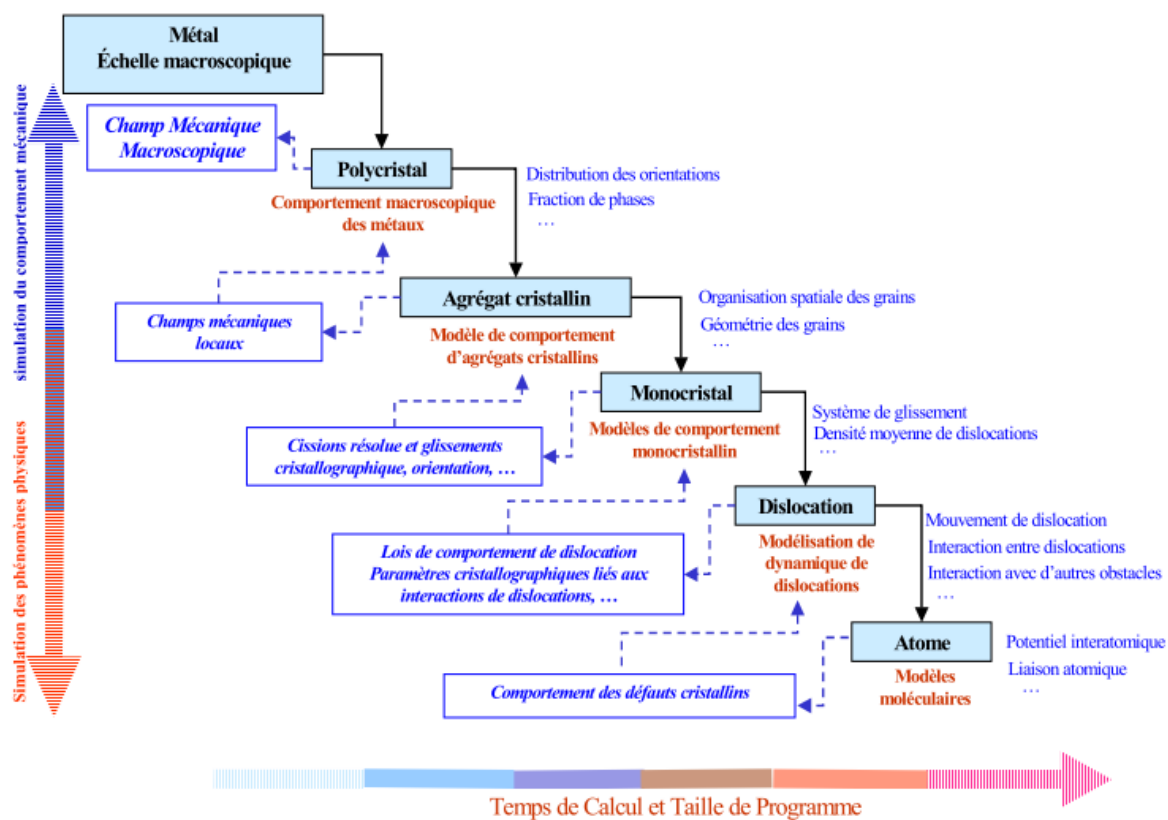 Métal
Échelle macroscopique
simulation du comportement mécanique
Champ Mécanique
Macroscopique
Polycristal
Distribution des orientations
Fraction de phases
…
Comportement macroscopique
des métaux
Agrégat cristallin
Organisation spatiale des grains
Géométrie des grains
…
Champs mécaniques
locaux
Modèle de comportement
d'agrégats cristallins
Monocristal
Système de glissement
Densité moyenne de dislocations
…
Cissions résolue et glissements
cristallographique, orientation, …
Modèles de comportement
monocristallin
Simulation des phénomènes physiques
Dislocation
Mouvement de dislocation
Interaction entre dislocations
Interaction avec d'autres obstacles
…
Lois de comportement de dislocation
Paramètres cristallographiques liés aux
interactions de dislocations, …
Modélisation de
dynamique de
dislocations
Atome
Potentiel interatomique
Liaison atomique
…
Comportement des défauts cristallins
Modèles
moléculaires
Temps de Calcul et Taille de Programme